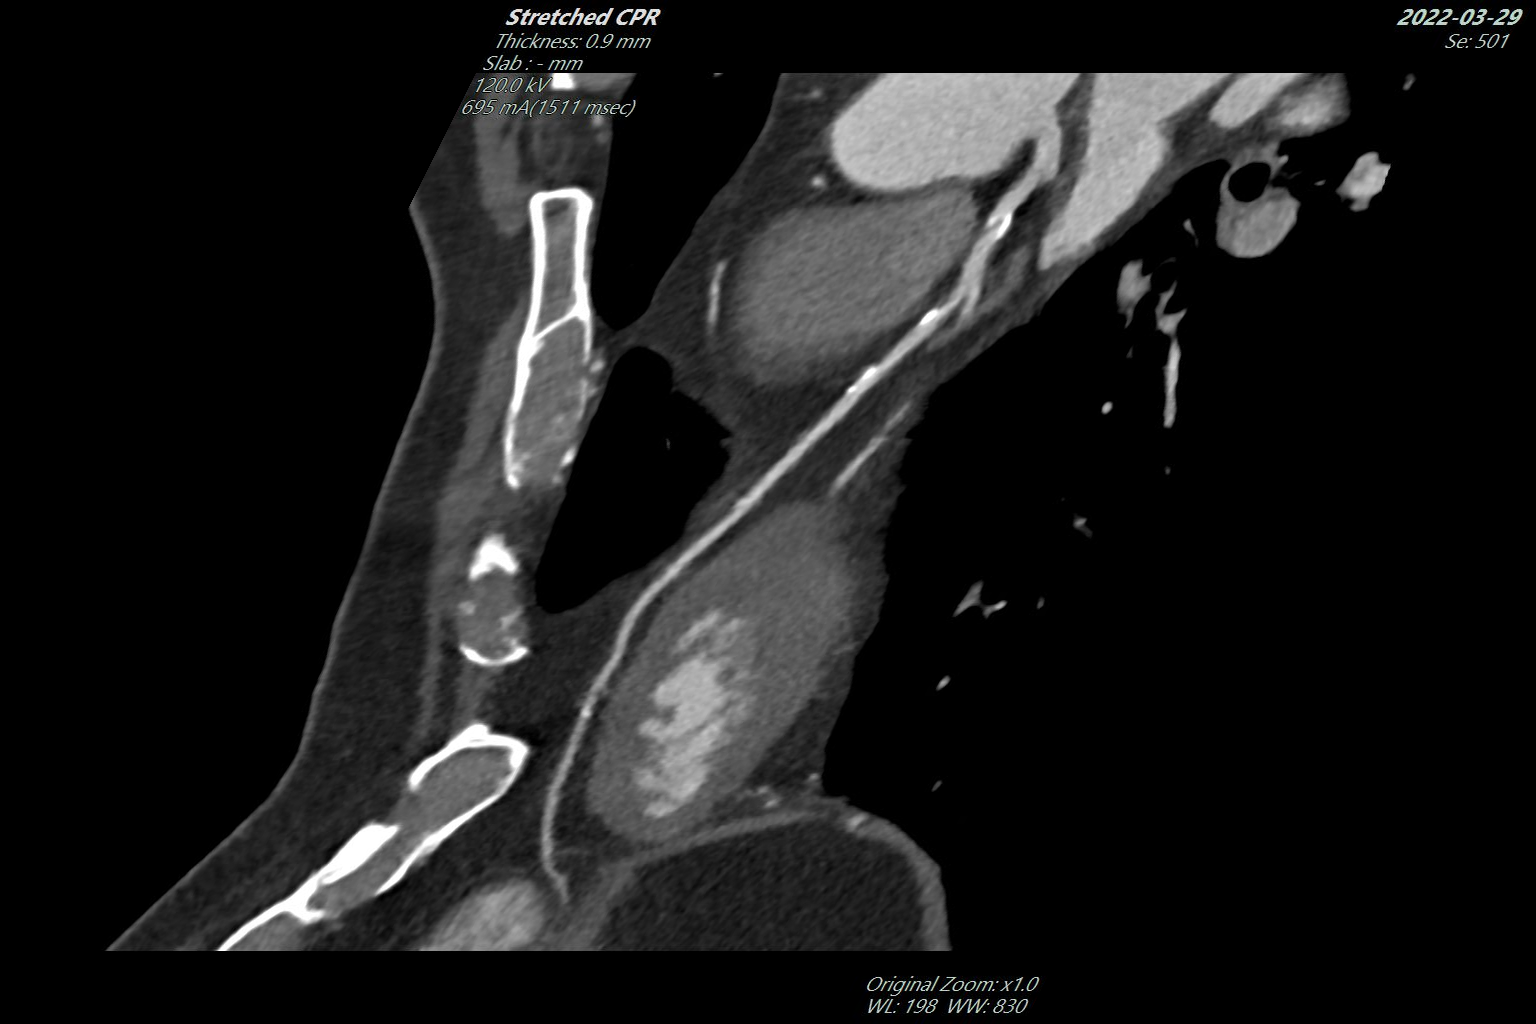 Stretched CPR
Thickness: 0.9 mm
Slab : - mm
120.0 kV
695 mA(1511 msec)
2022-03-29
Se: 501
Original Zoom: x1.0
WL: 198 WW: 830